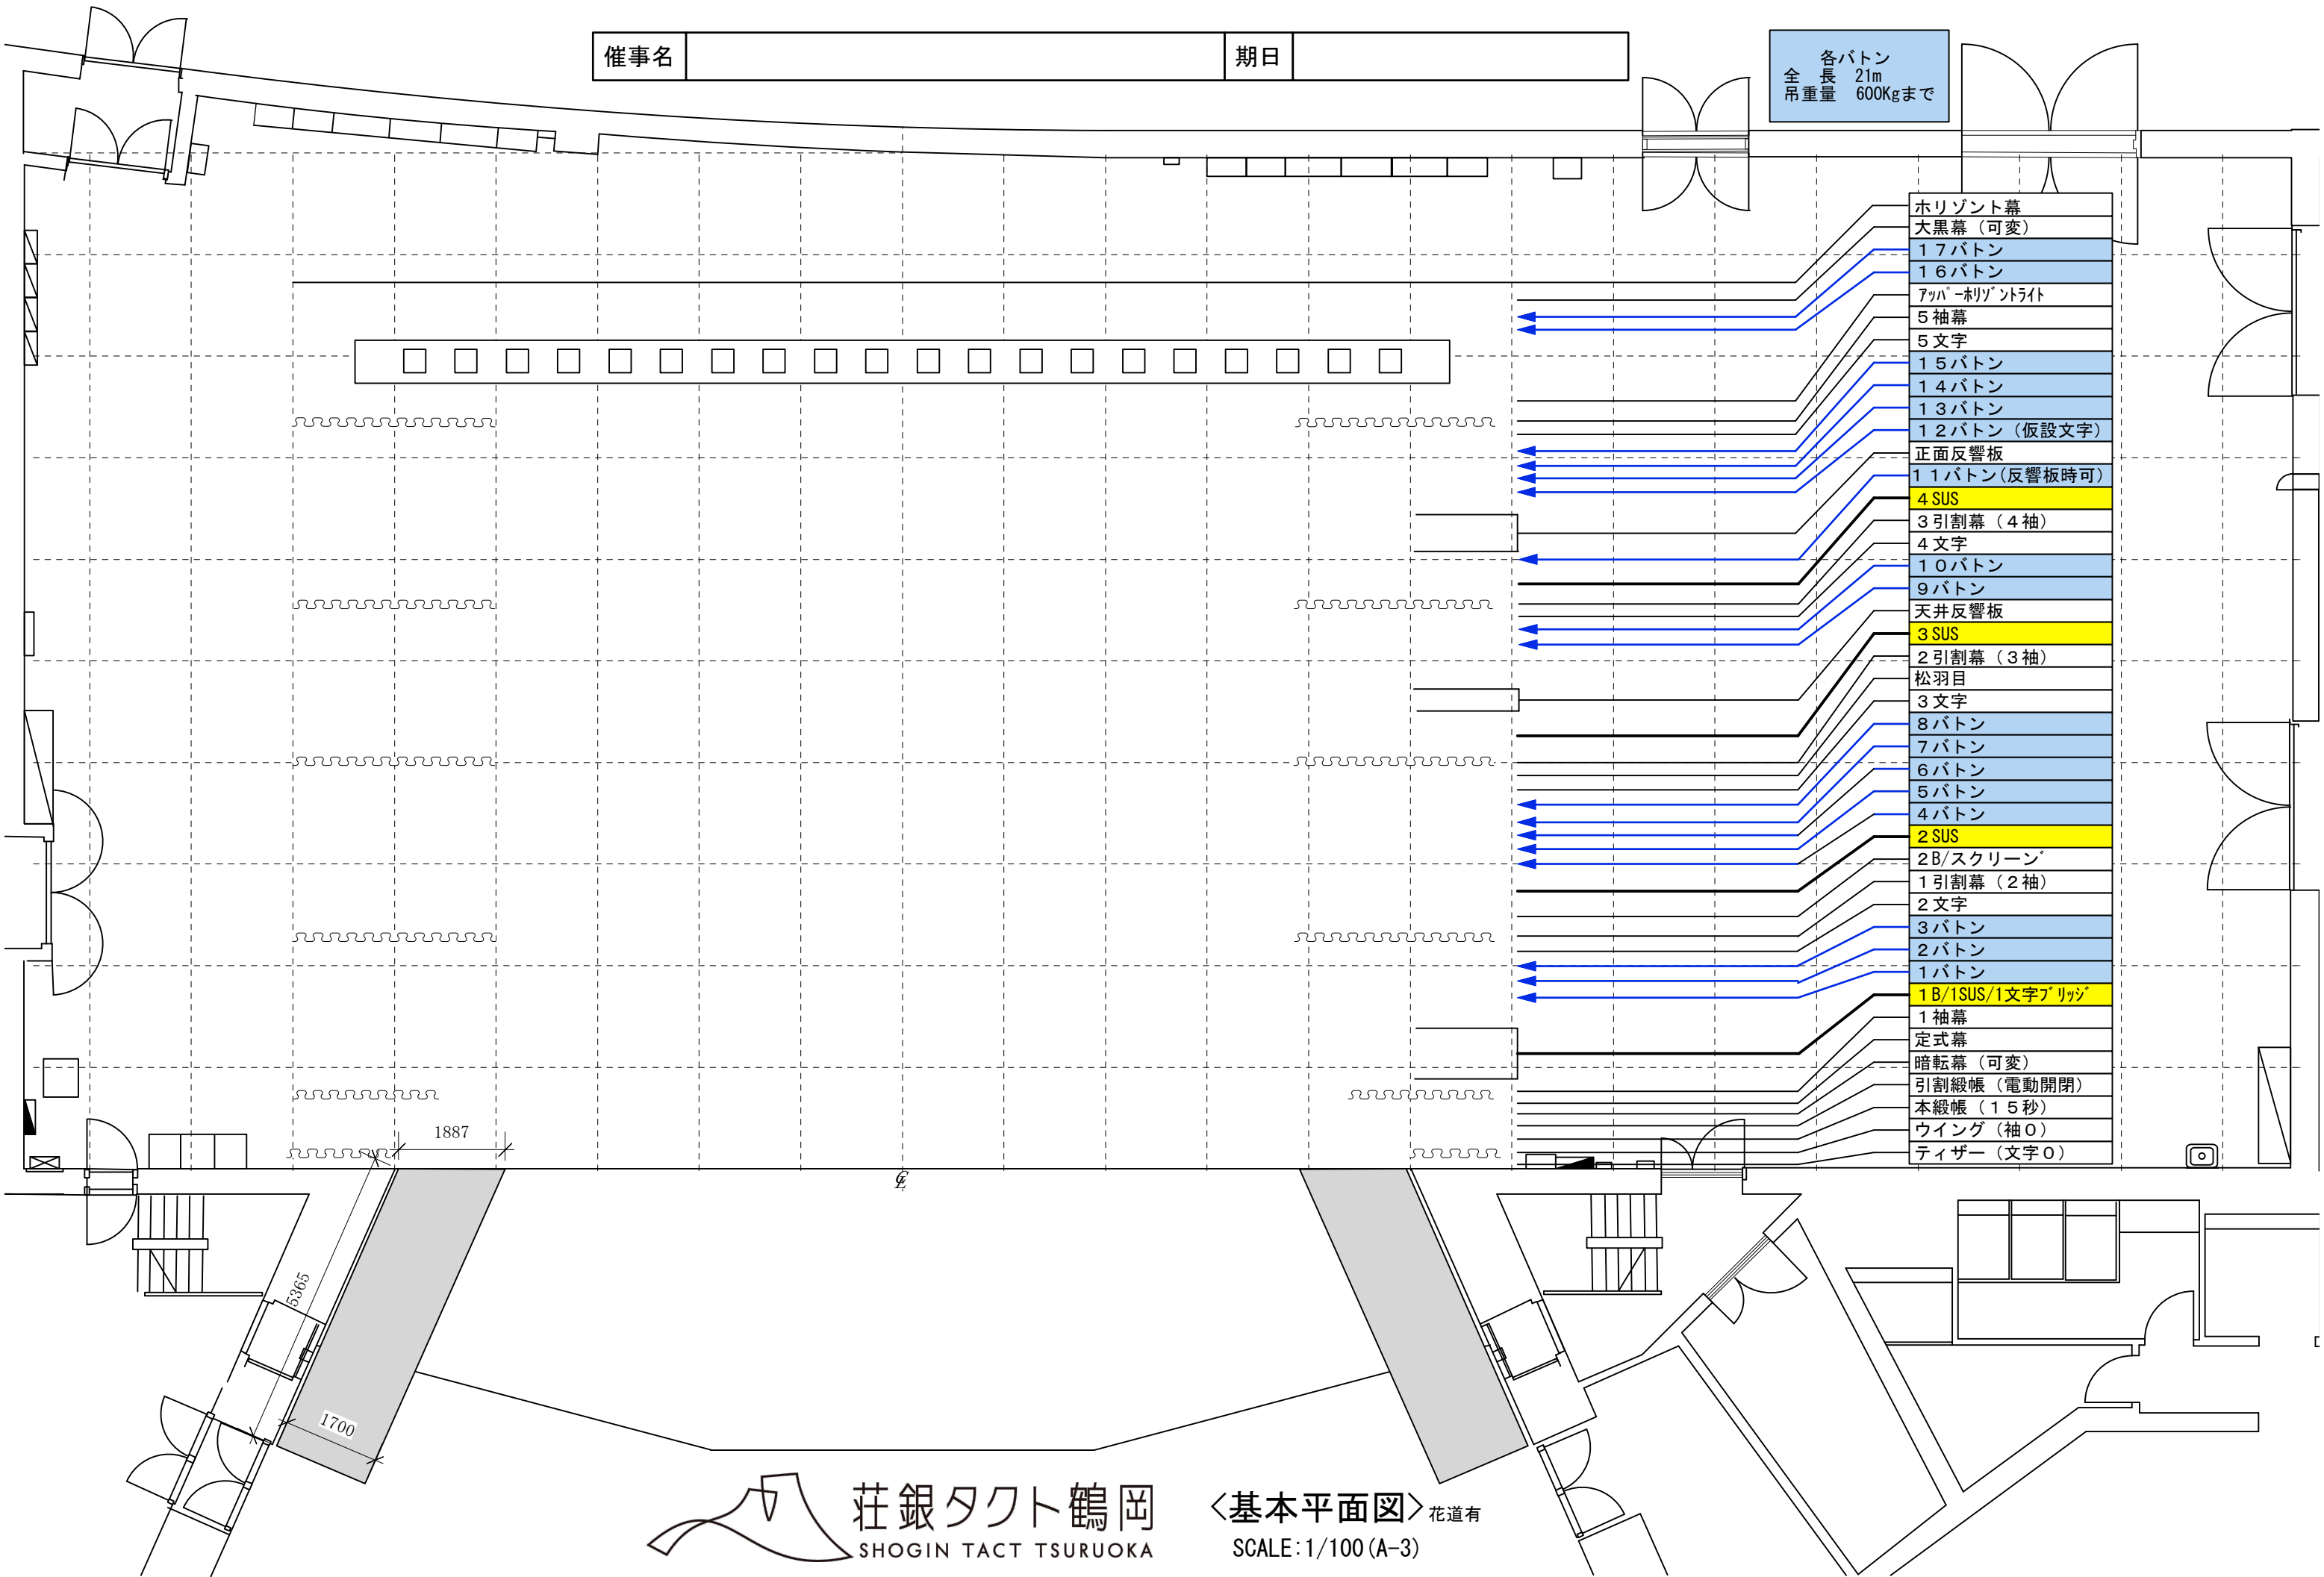 催事名
期日
各バトン
全　長　21m
吊重量　600Kgまで
ホリゾント幕
大黒幕（可変）
１７バトン
１６バトン
ｱｯﾊﾟｰﾎﾘｿﾞﾝﾄﾗｲﾄ
５袖幕
５文字
１５バトン
１４バトン
１３バトン
１２バトン（仮設文字）
正面反響板
１１バトン(反響板時可)
４SUS
３引割幕（４袖）
４文字
１０バトン
９バトン
天井反響板
３SUS
２引割幕（３袖）
松羽目
３文字
８バトン
７バトン
６バトン
５バトン
４バトン
２SUS
２B/スクリーン
１引割幕（２袖）
２文字
３バトン
２バトン
１バトン
１B/1SUS/1文字ﾌﾞﾘｯｼﾞ
１袖幕
定式幕
暗転幕（可変）
引割緞帳（電動開閉）
本緞帳（１５秒）
ウイング（袖０）
ティザー（文字０）
1887
5365
1700
荘銀タクト鶴岡
SHOGIN TACT TSURUOKA
〈基本平面図〉花道有
SCALE:1/100(A-3)